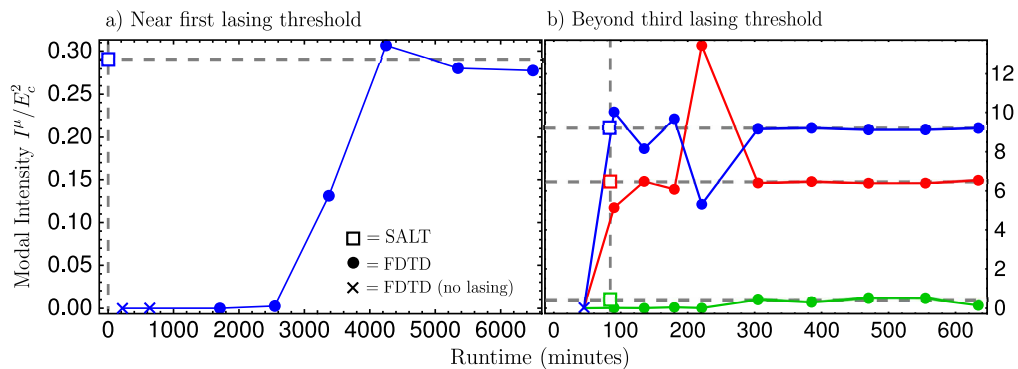 a) Near first lasing threshold
b) Beyond third lasing threshold
Modal Intensity I^μ/E_c^2
0.30
0.25
0.20
0.15
0.10
0.05
0.00
= SALT
= FDTD
= FDTD (no lasing)
0 1000 2000 3000 4000 5000 6000
12
10
8
6
4
2
0
0 100 200 300 400 500 600
Runtime (minutes)